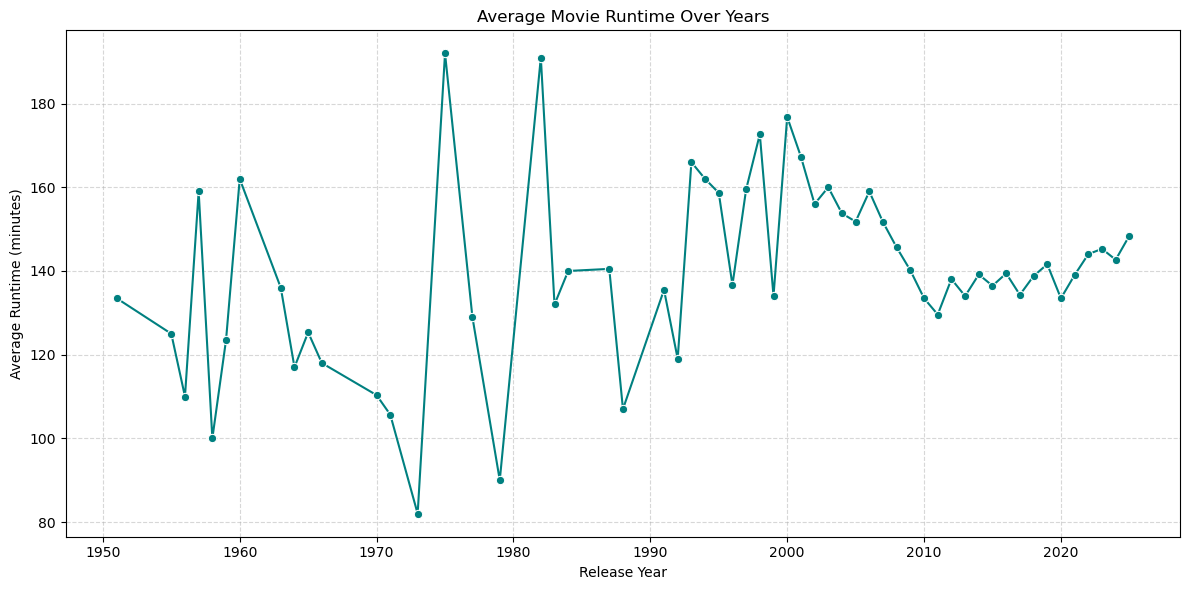 Average Movie Runtime Over Years
Average Runtime (minutes)
180
160
140
120
100
80
1950 1960 1970 1980 1990 2000 2010 2020
Release Year